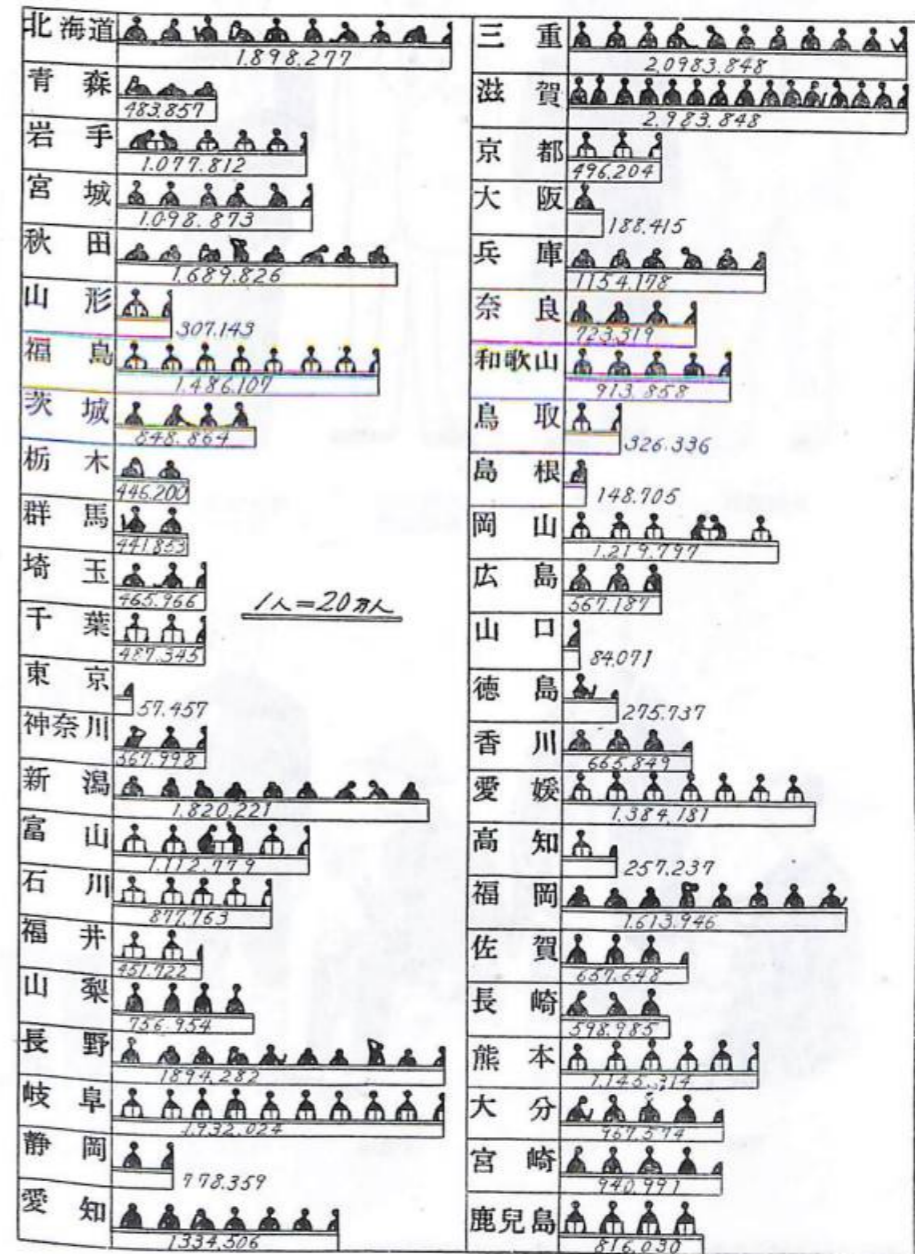 北海道
1.898.277
青森
483.857
岩手
1.077.812
宮城
1.098.873
秋田
1.689.826
山形
307.143
福島
1.486.107
茨城
848.864
栃木
446.200
群馬
441.853
埼玉
465.966
千葉
487.345
東京
57.457
神奈川
567.998
新潟
1.820.221
富山
1.112.779
石川
877.763
福井
451.722
山梨
756.954
長野
1894.282
岐阜
1.932.024
静岡
778.359
愛知
1334.506
1人=20万人
三重
2.0983.848
滋賀
2.983.848
京都
496.204
大阪
188.415
兵庫
1154.178
奈良
723.319
和歌山
913.858
鳥取
326.336
島根
148.705
岡山
1.219.797
広島
567.187
山口
84.071
徳島
275.737
香川
665.849
愛媛
1.384.181
高知
257.237
福岡
1.613.946
佐賀
657.648
長崎
598.985
熊本
1.145.314
大分
967.574
宮崎
940.991
鹿兒島
816.030